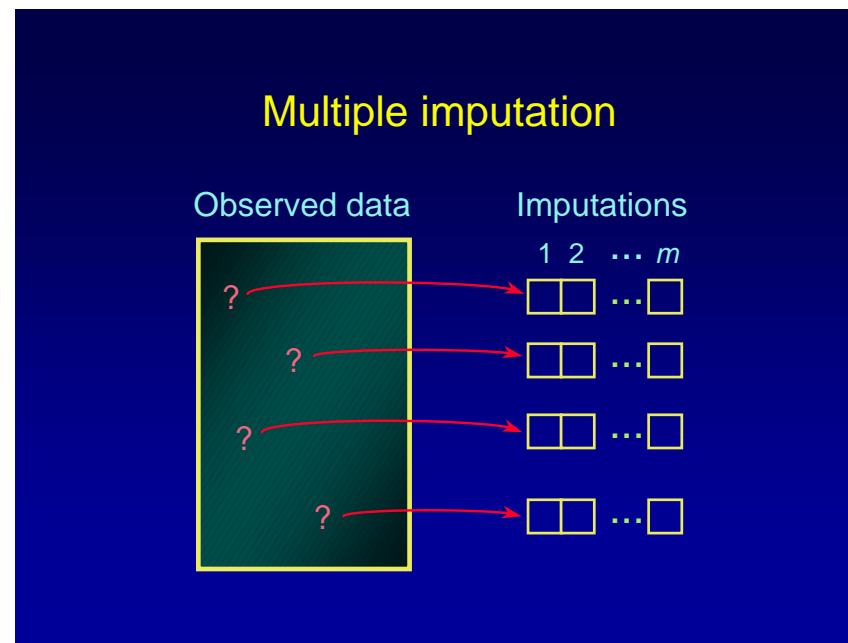 Multiple imputation
Observed data
Imputations
1 2 ... m
? ...
? ...
? ...
? ...